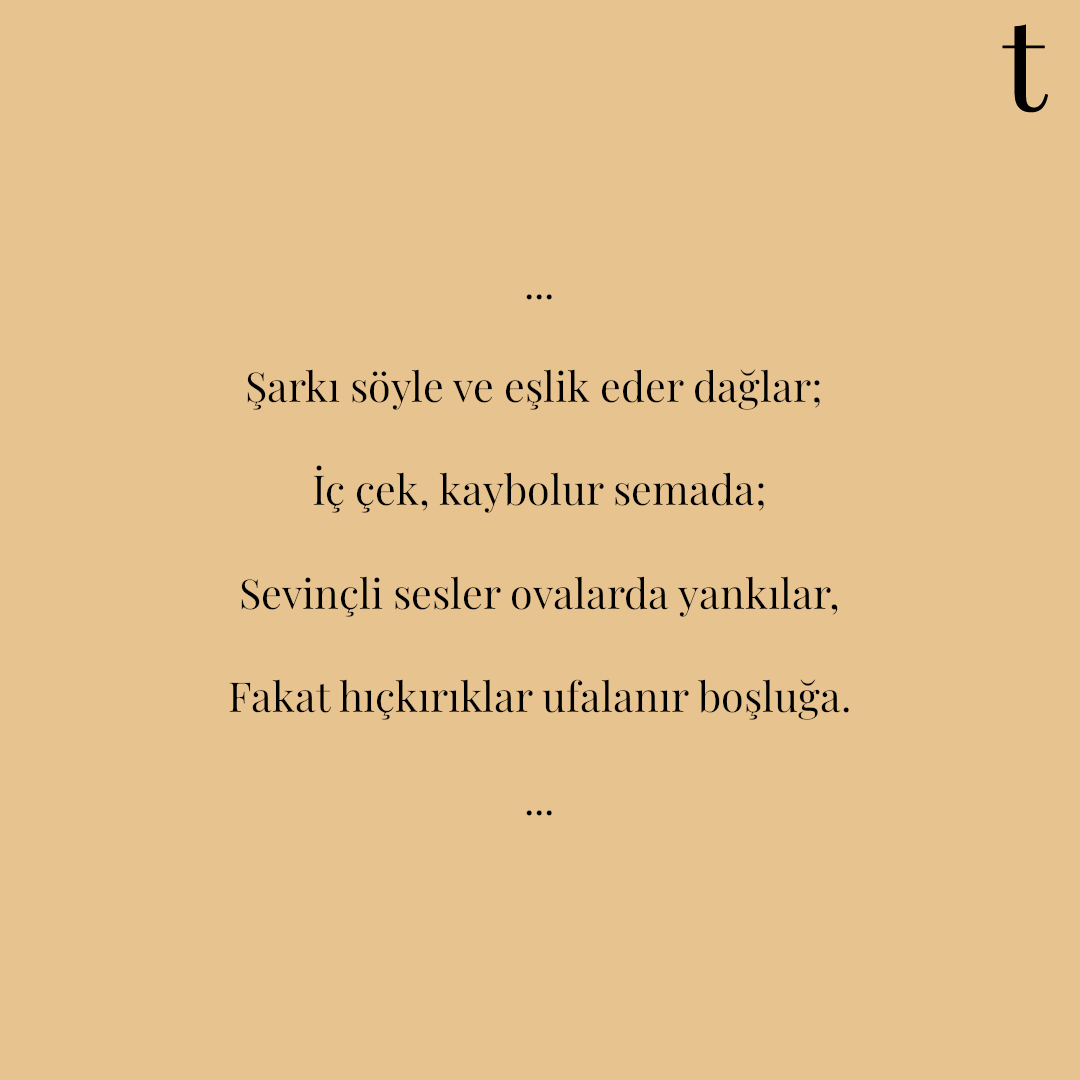 t
...
Şarkı söyle ve eşlik eder dağlar;
İç çek, kaybolur semada;
Sevinçli sesler ovalarda yankılar,
Fakat hıçkırıklar ufalanır boşluğa.
...